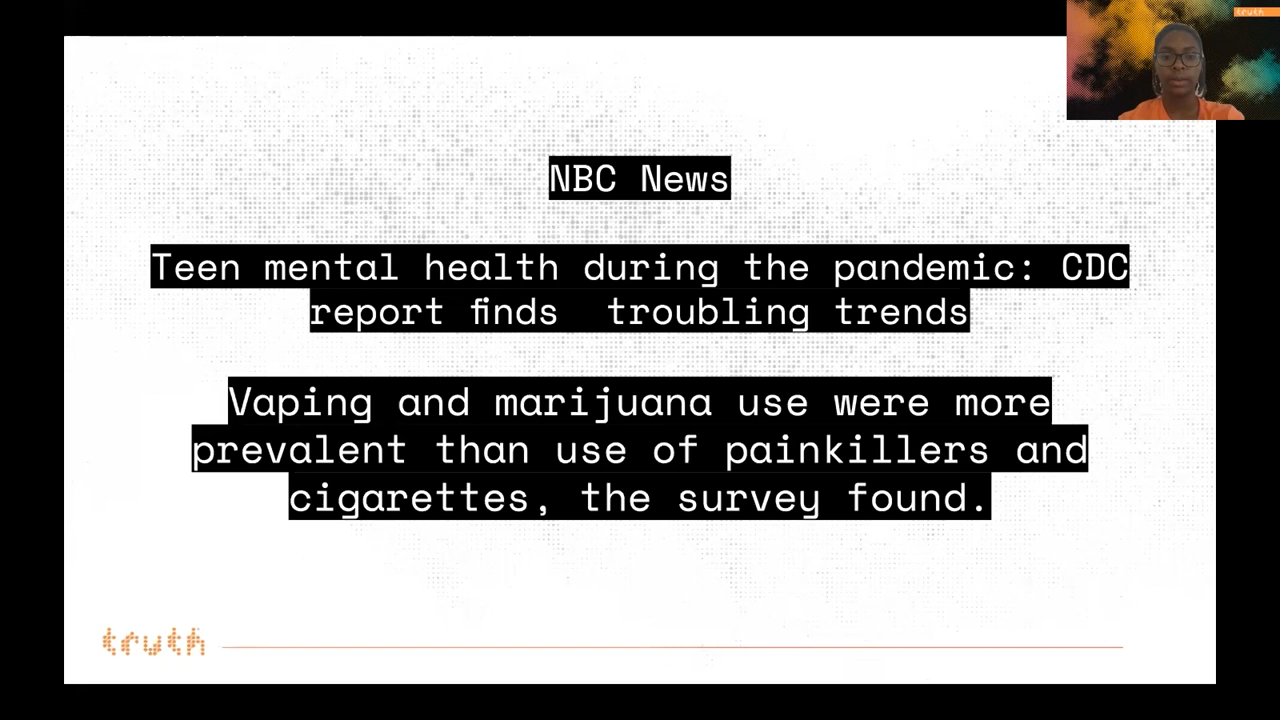 truth
NBC News
Teen mental health during the pandemic: CDC
report finds  troubling trends
Vaping and marijuana use were more
prevalent than use of painkillers and
cigarettes, the survey found.
truth